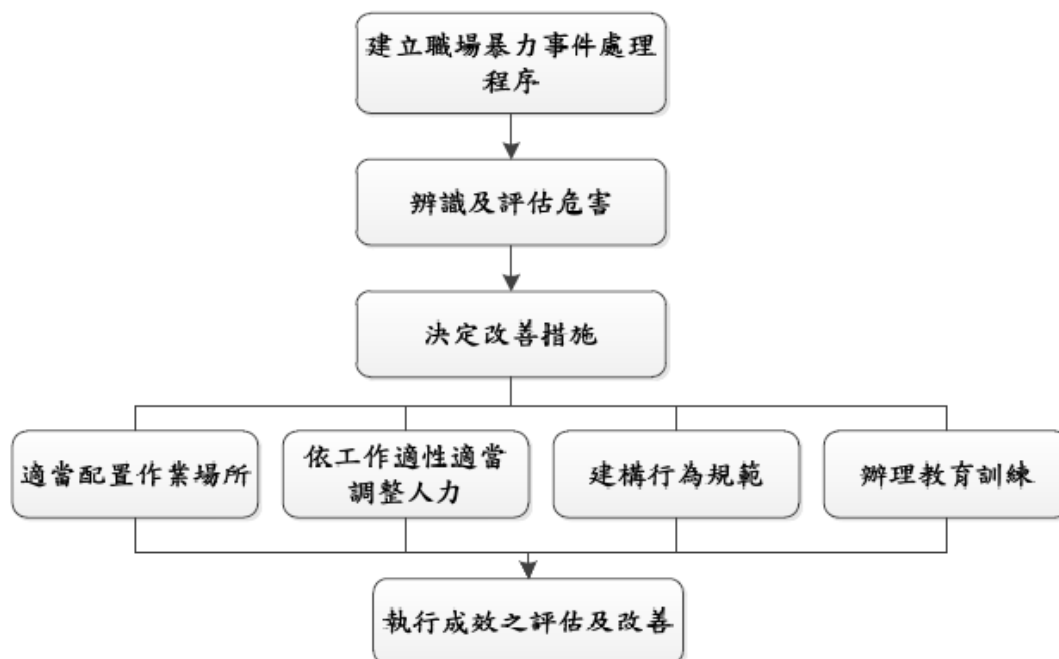 建立職場暴力事件處理
程序
辨識及評估危害
決定改善措施
適當配置作業場所
依工作適性適當
調整人力
建構行為規範
辦理教育訓練
執行成效之評估及改善